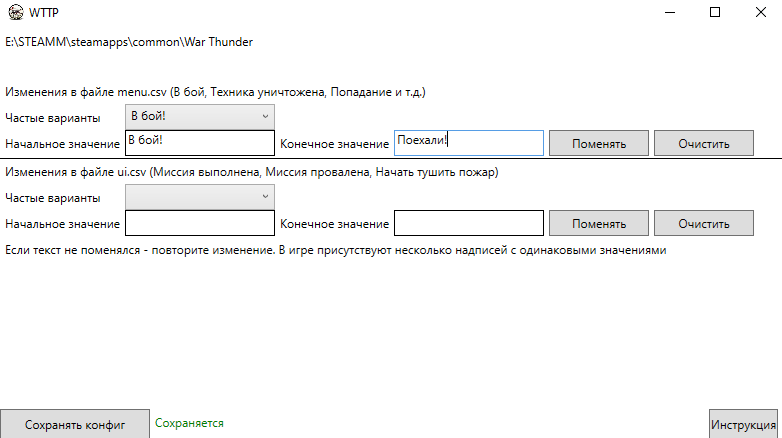 WTTP
E:\STEAMM\steamapps\common\War Thunder
Изменения в файле menu.csv (В бой, Техника уничтожена, Попадание и т.д.)
Частые варианты В бой!
Начальное значение В бой! Конечное значение Поехали! Поменять Очистить
Изменения в файле ui.csv (Миссия выполнена, Миссия провалена, Начать тушить пожар)
Частые варианты
Начальное значение Конечное значение Поменять Очистить
Если текст не поменялся - повторите изменение. В игре присутствуют несколько надписей с одинаковыми значениями
Сохранять конфиг Сохраняется Инструкция